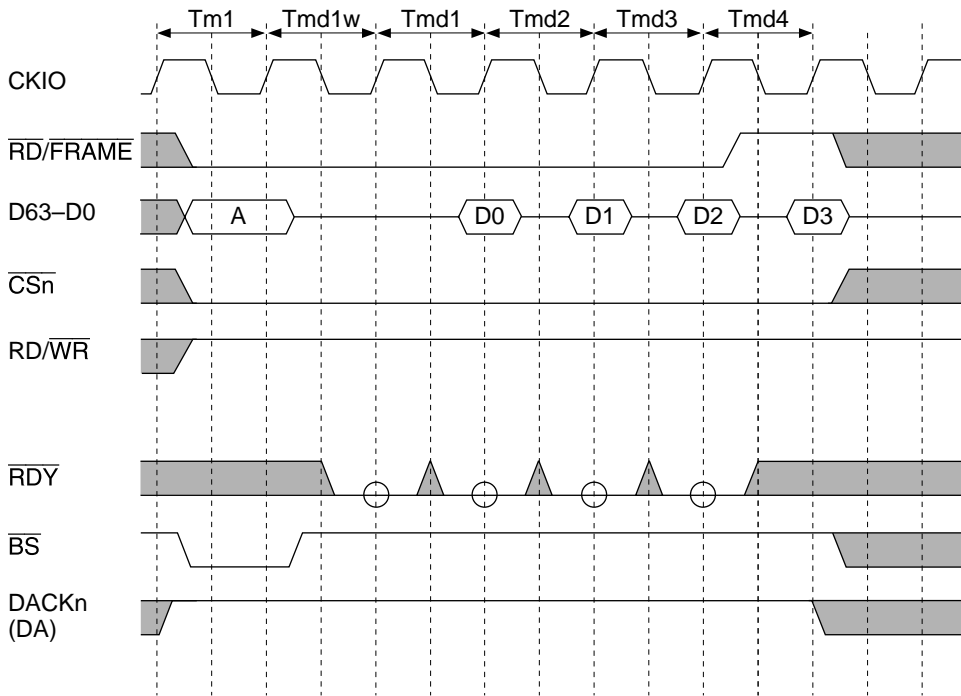 Tm1 Tmd1w Tmd1 Tmd2 Tmd3 Tmd4
CKIO
RD/FRAME
D63–D0 A D0 D1 D2 D3
CSn
RD/WR
RDY
BS
DACKn
(DA)